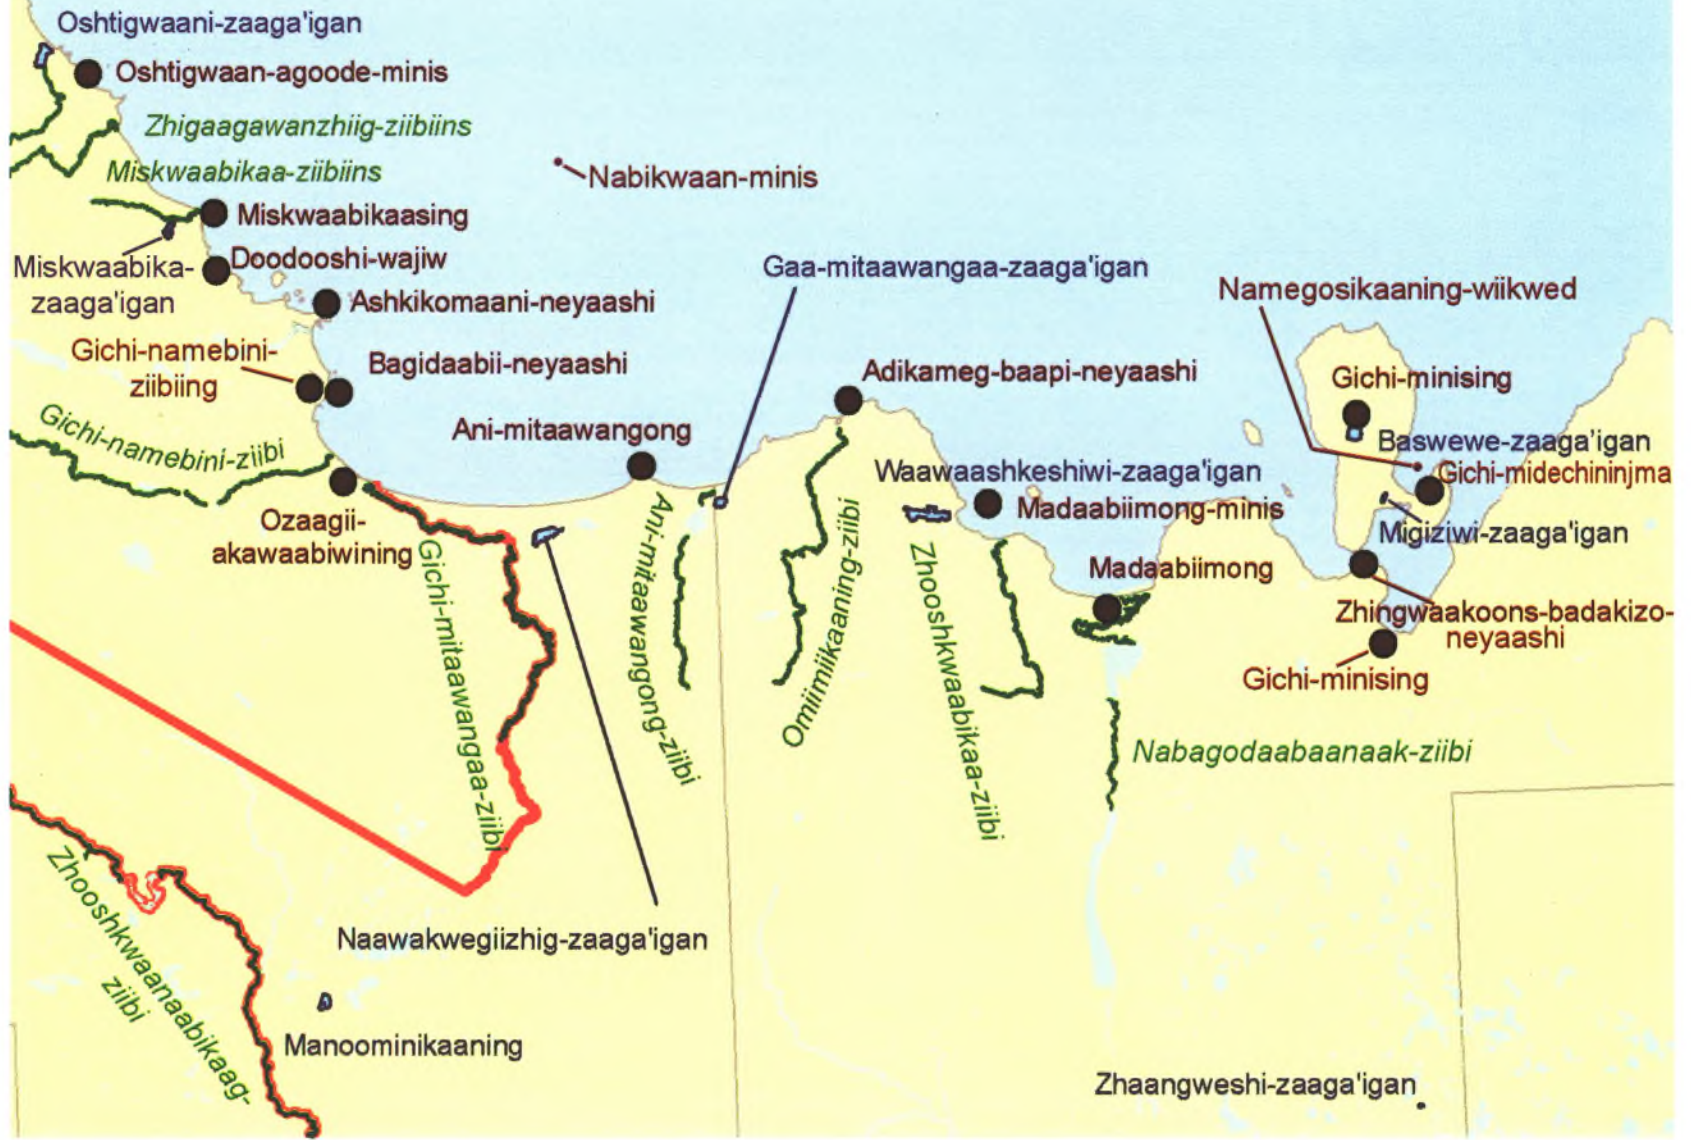 Oshtigwaani-zaaga'igan
Oshtigwaan-agoode-minis
Zhigaagawanzhiig-ziibiins
Miskwaabikaa-ziibiins
Nabikwaan-minis
Miskwaabikaasing
Miskwaabika-
zaaga'igan
Doodooshi-wajiw
Ashkikomaani-neyaashi
Gaa-mitaawangaa-zaaga'igan
Namegosikaaning-wiikwed
Gichi-namebini-
ziibiing
Bagidaabii-neyaashi
Adikameg-baapi-neyaashi
Gichi-minising
Gichi-namebini-ziibi
Ani-mitaawangong
Baswewe-zaaga'igan
Waawaashkeshiwi-zaaga'igan
Gichi-midechininjma
Madaabiimong-minis
Ozaagii-
akawaabiwining
Migiziwi-zaaga'igan
Gichi-mitaawangaa-ziibi
Ani-mitaawangong-ziibi
Omiimiikaaning-ziibi
Zhooshkwaabikaa-ziibi
Madaabiimong
Zhingwaakoons-badakizo-
neyaashi
Gichi-minising
Nabagodaabaanaak-ziibi
Zhooshkwaanaabikaag-
ziibi
Naawakwegiizhig-zaaga'igan
Manoominikaaning
Zhaangweshi-zaaga'igan